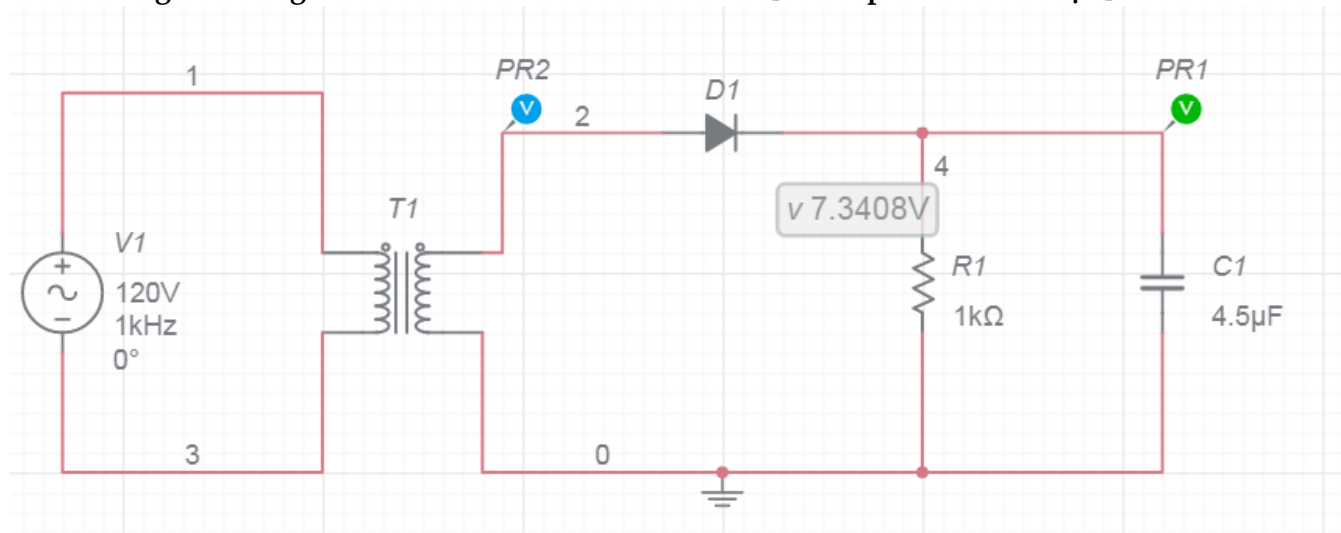 1
PR2
V
2
D1
PR1
V
4
v 7.3408V
T1
V1
120V
1kHz
0°
R1
1kΩ
C1
4.5µF
3
0